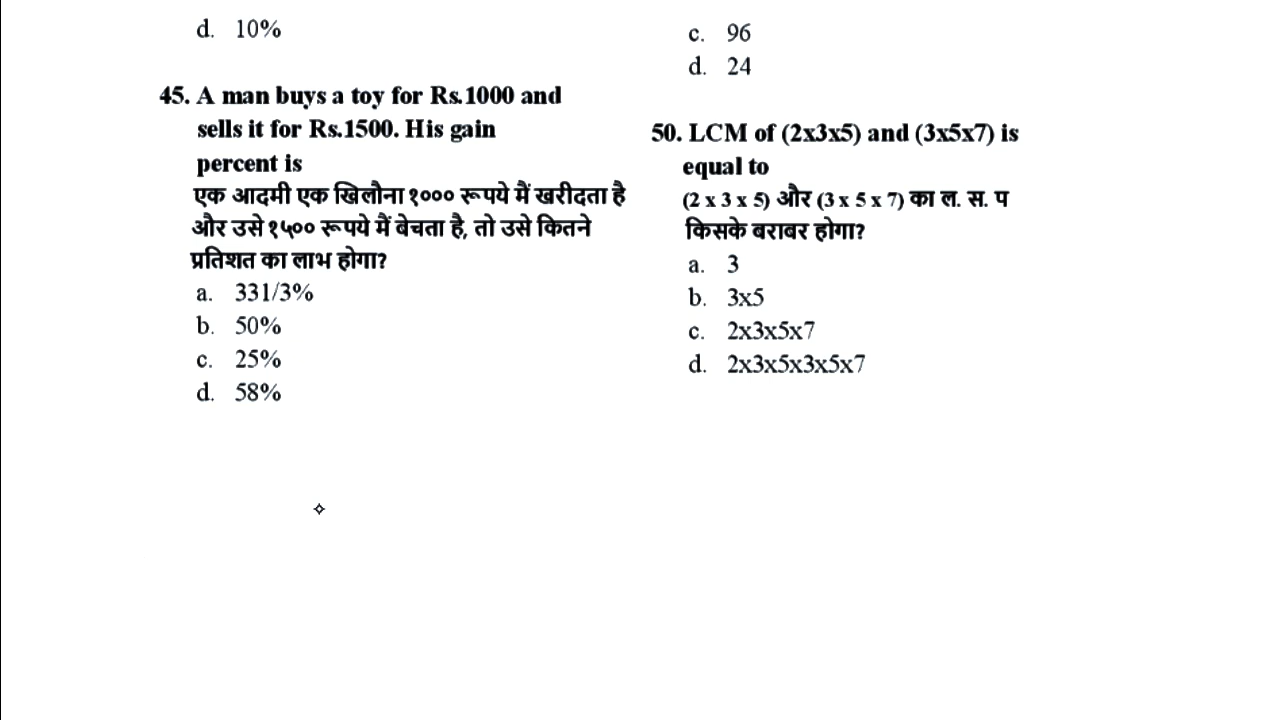 d. 10%
45. A man buys a toy for Rs.1000 and
sells it for Rs.1500. His gain
percent is
एक आदमी एक खिलौना १००० रूपये मैं खरीदता है
और उसे १५०० रूपये मैं बेचता है, तो उसे कितने
प्रतिशत का लाभ होगा?
a. 331/3%
b. 50%
c. 25%
d. 58%
c. 96
d. 24
50. LCM of (2x3x5) and (3x5x7) is
equal to
(2 x 3 x 5) और (3 x 5 x 7) का ल. स. प
किसके बराबर होगा?
a. 3
b. 3x5
c. 2x3x5x7
d. 2x3x5x3x5x7